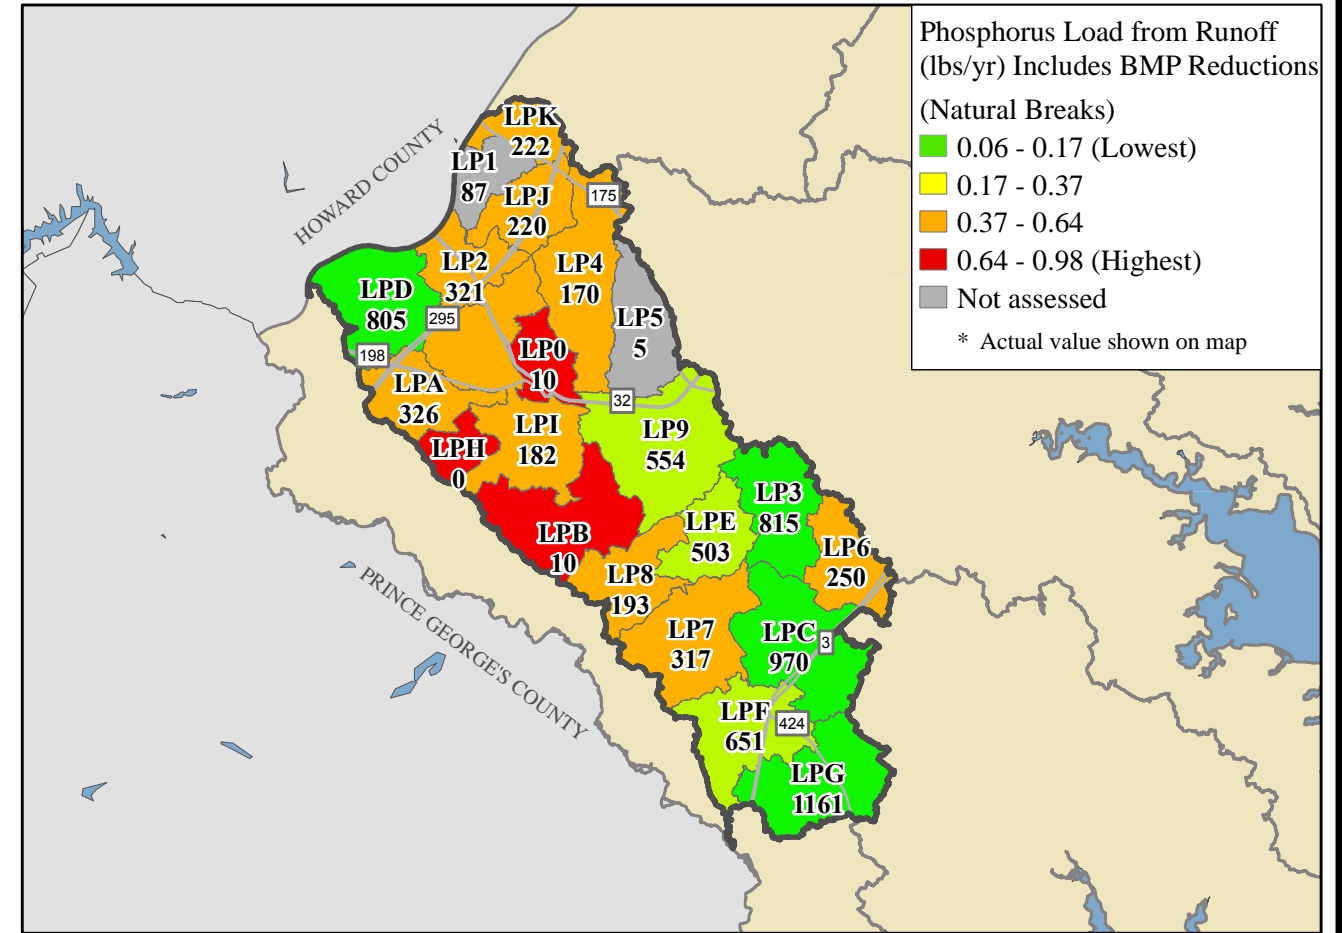 Phosphorus Load from Runoff
(lbs/yr) Includes BMP Reductions
(Natural Breaks)
0.06 - 0.17 (Lowest)
0.17 - 0.37
0.37 - 0.64
0.64 - 0.98 (Highest)
Not assessed
* Actual value shown on map
HOWARD COUNTY
PRINCE GEORGE'S COUNTY
LPK
222
LP1
87
LPJ
220
175
LP2
321
LP4
170
LPD
805
295
LP5
5
198
LP0
10
LPA
326
32
LPI
182
LP9
554
LPH
0
LP3
815
LPE
503
LPB
10
LP6
250
LP8
193
LP7
317
LPC
970
3
LPF
651
424
LPG
1161